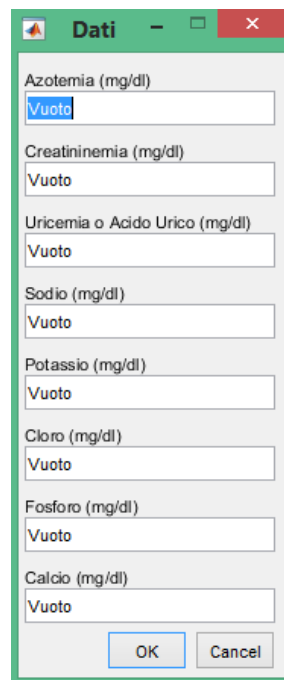 Dati
Azotemia (mg/dl)
Vuoto
Creatininemia (mg/dl)
Vuoto
Uricemia o Acido Urico (mg/dl)
Vuoto
Sodio (mg/dl)
Vuoto
Potassio (mg/dl)
Vuoto
Cloro (mg/dl)
Vuoto
Fosforo (mg/dl)
Vuoto
Calcio (mg/dl)
Vuoto
OK Cancel